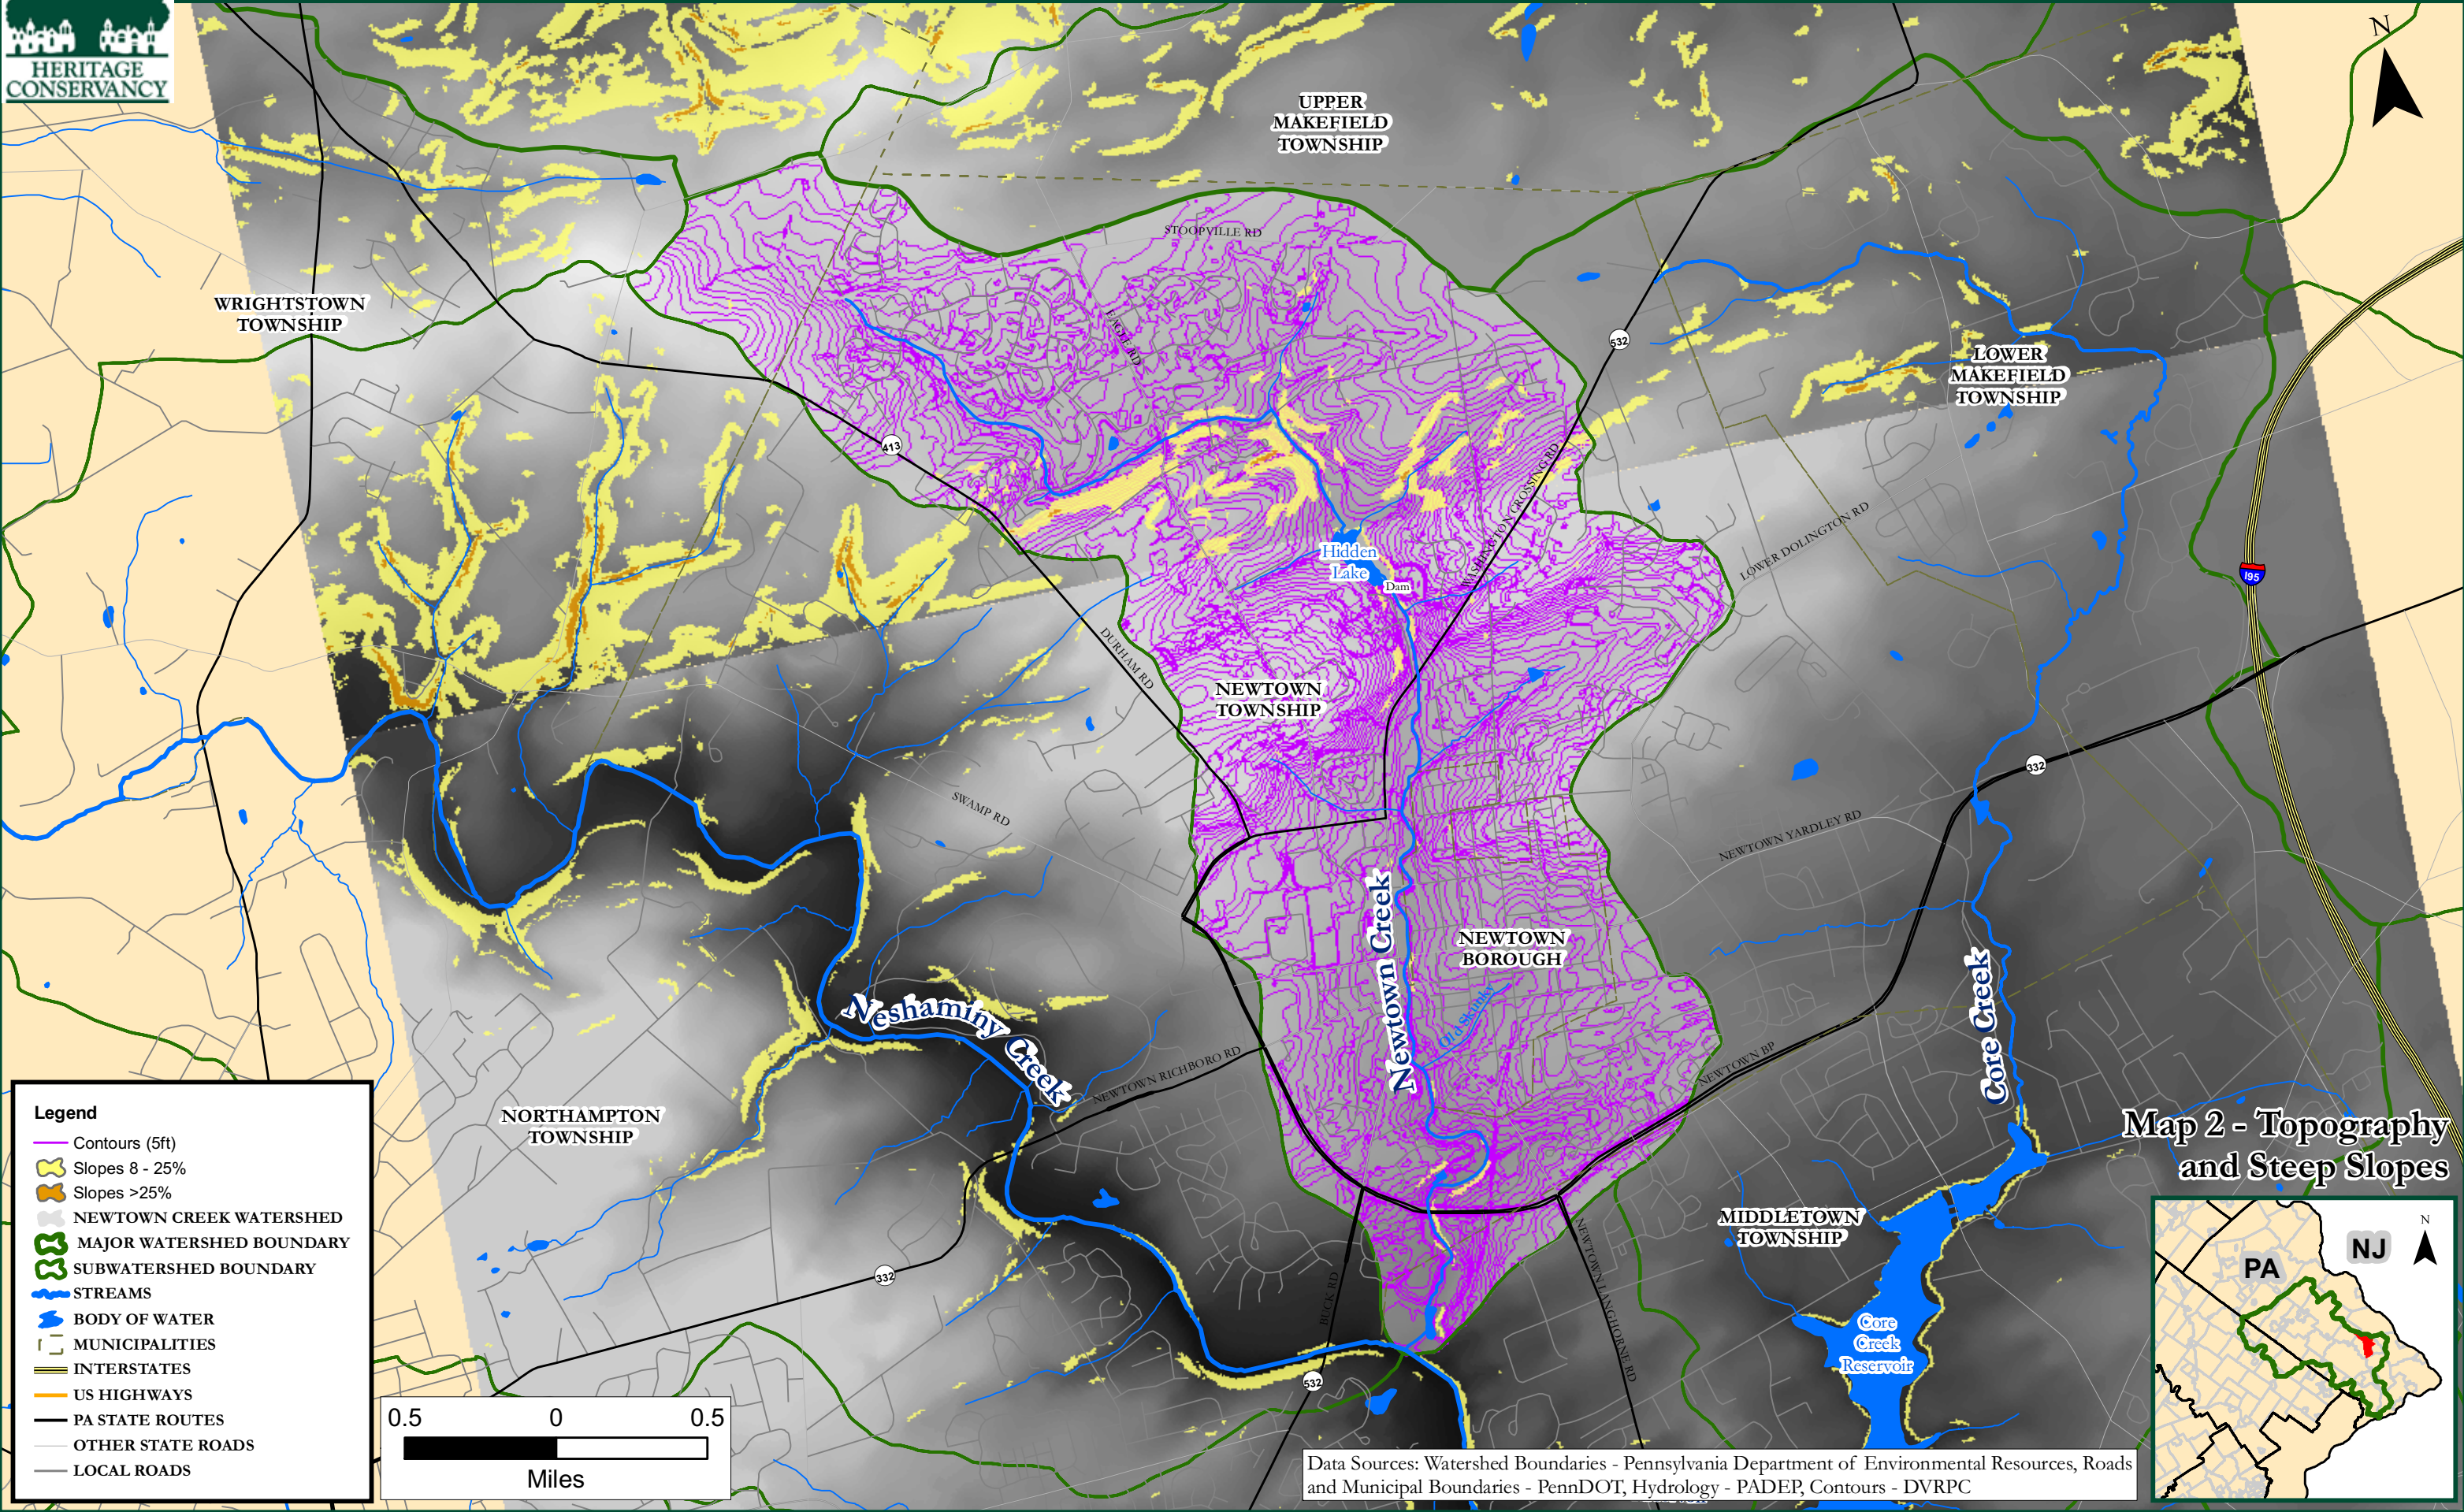 HERITAGE
CONSERVANCY
N
UPPER
MAKEFIELD
TOWNSHIP
STOOPVILLE RD
WRIGHTSTOWN
TOWNSHIP
EAGLE RD
532
LOWER
MAKEFIELD
TOWNSHIP
413
WASHINGTON CROSSING RD
LOWER DOLINGTON RD
Hidden
Lake
Dam
I95
DURHAM RD
NEWTOWN
TOWNSHIP
332
SWAMP RD
NEWTOWN YARDLEY RD
Newtown Creek
NEWTOWN
BOROUGH
Old Skunky
Neshaminy Creek
Core Creek
NEWTOWN RICHBORO RD
NEWTOWN BP
NORTHAMPTON
TOWNSHIP
Map 2 - Topography
and Steep Slopes
MIDDLETOWN
TOWNSHIP
332
BUCK RD
NEWTOWN LANGHORNE RD
Core
Creek
Reservoir
532
Legend
Contours (5ft)
Slopes 8 - 25%
Slopes >25%
NEWTOWN CREEK WATERSHED
MAJOR WATERSHED BOUNDARY
SUBWATERSHED BOUNDARY
STREAMS
BODY OF WATER
MUNICIPALITIES
INTERSTATES
US HIGHWAYS
PA STATE ROUTES
OTHER STATE ROADS
LOCAL ROADS
0.5 0 0.5
Miles
N
NJ
PA
Data Sources: Watershed Boundaries - Pennsylvania Department of Environmental Resources, Roads
and Municipal Boundaries - PennDOT, Hydrology - PADEP, Contours - DVRPC